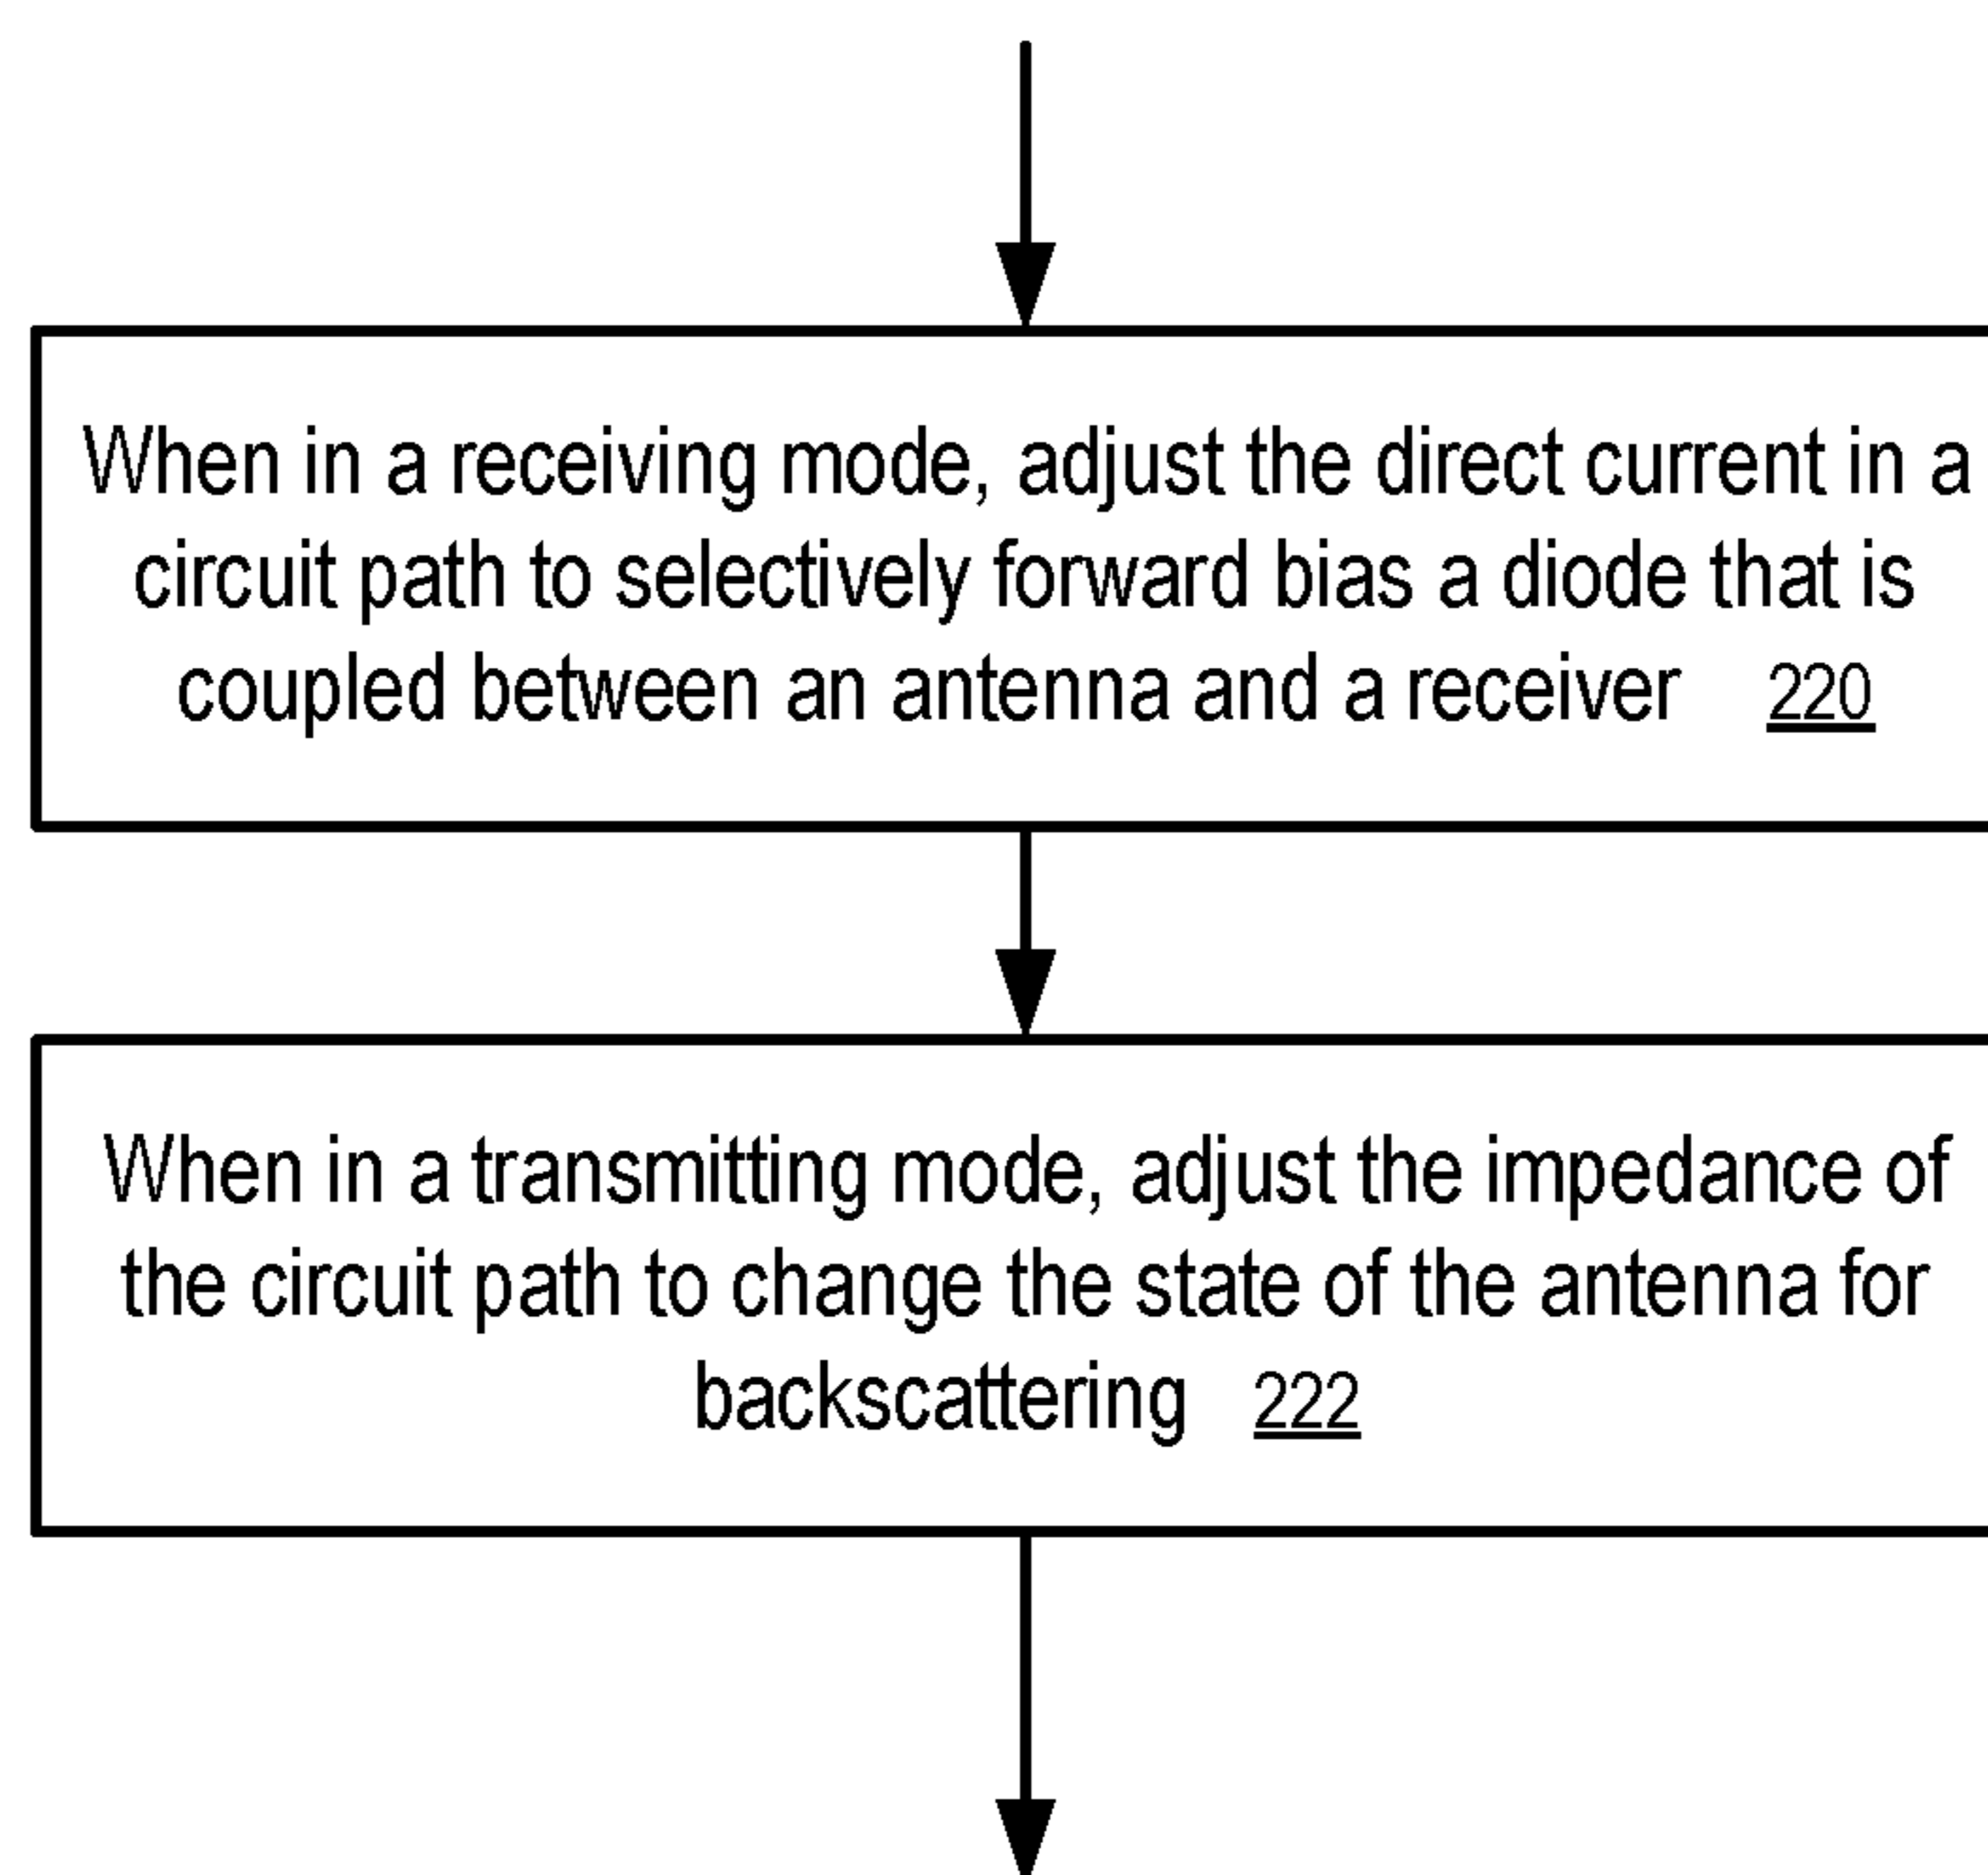 When in a receiving mode, adjust the direct current in a
circuit path to selectively forward bias a diode that is
coupled between an antenna and a receiver 220
When in a transmitting mode, adjust the impedance of
the circuit path to change the state of the antenna for
backscattering 222